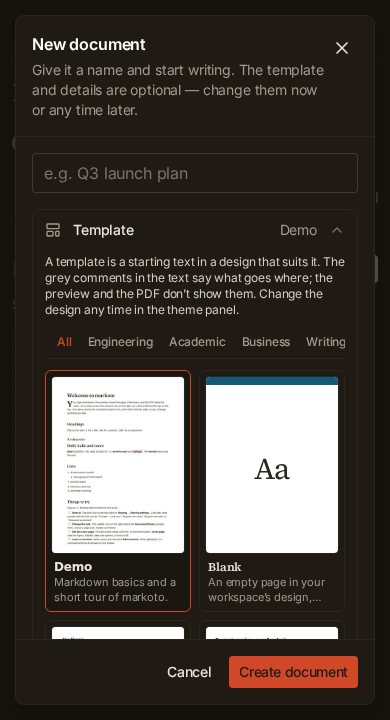 New document
Give it a name and start writing. The template
and details are optional — change them now
or any time later.
e.g. Q3 launch plan
Template
Demo
A template is a starting text in a design that suits it. The
grey comments in the text say what goes where; the
preview and the PDF don't show them. Change the
design any time in the theme panel.
All Engineering Academic Business Writing
Welcome to markoto
Headings
Bold, italic and more
Lists
Things to try
Aa
Demo
Markdown basics and a
short tour of markoto.
Blank
An empty page in your
workspace's design,…
Cancel
Create document